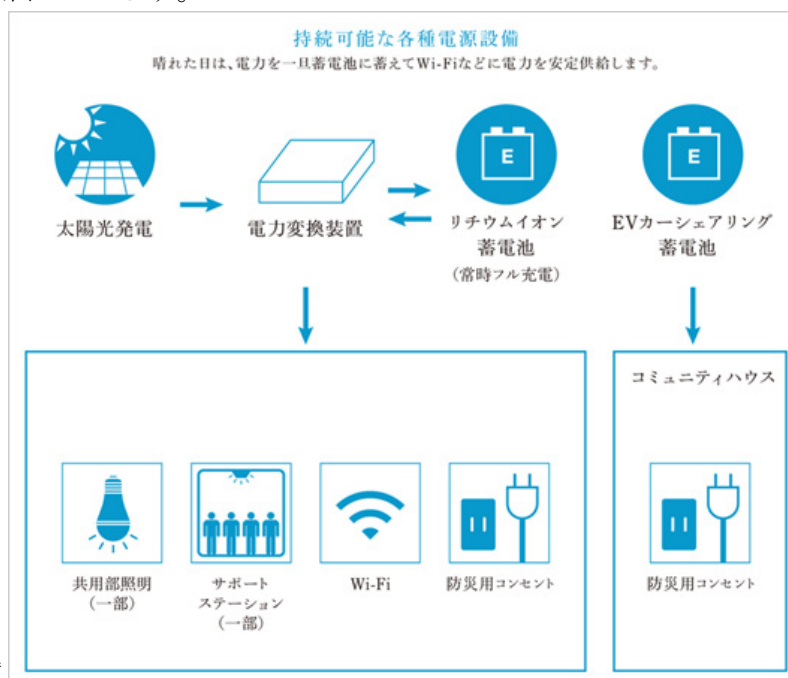 持続可能な各種電源設備
晴れた日は、電力を一旦蓄電池に蓄えてWi-Fiなどに電力を安定供給します。
太陽光発電
電力変換装置
リチウムイオン
蓄電池
(常時フル充電)
EVカーシェアリング
蓄電池
E
E
コミュニティハウス
共用部照明
(一部)
サポート
ステーション
(一部)
Wi-Fi
防災用コンセント
防災用コンセント